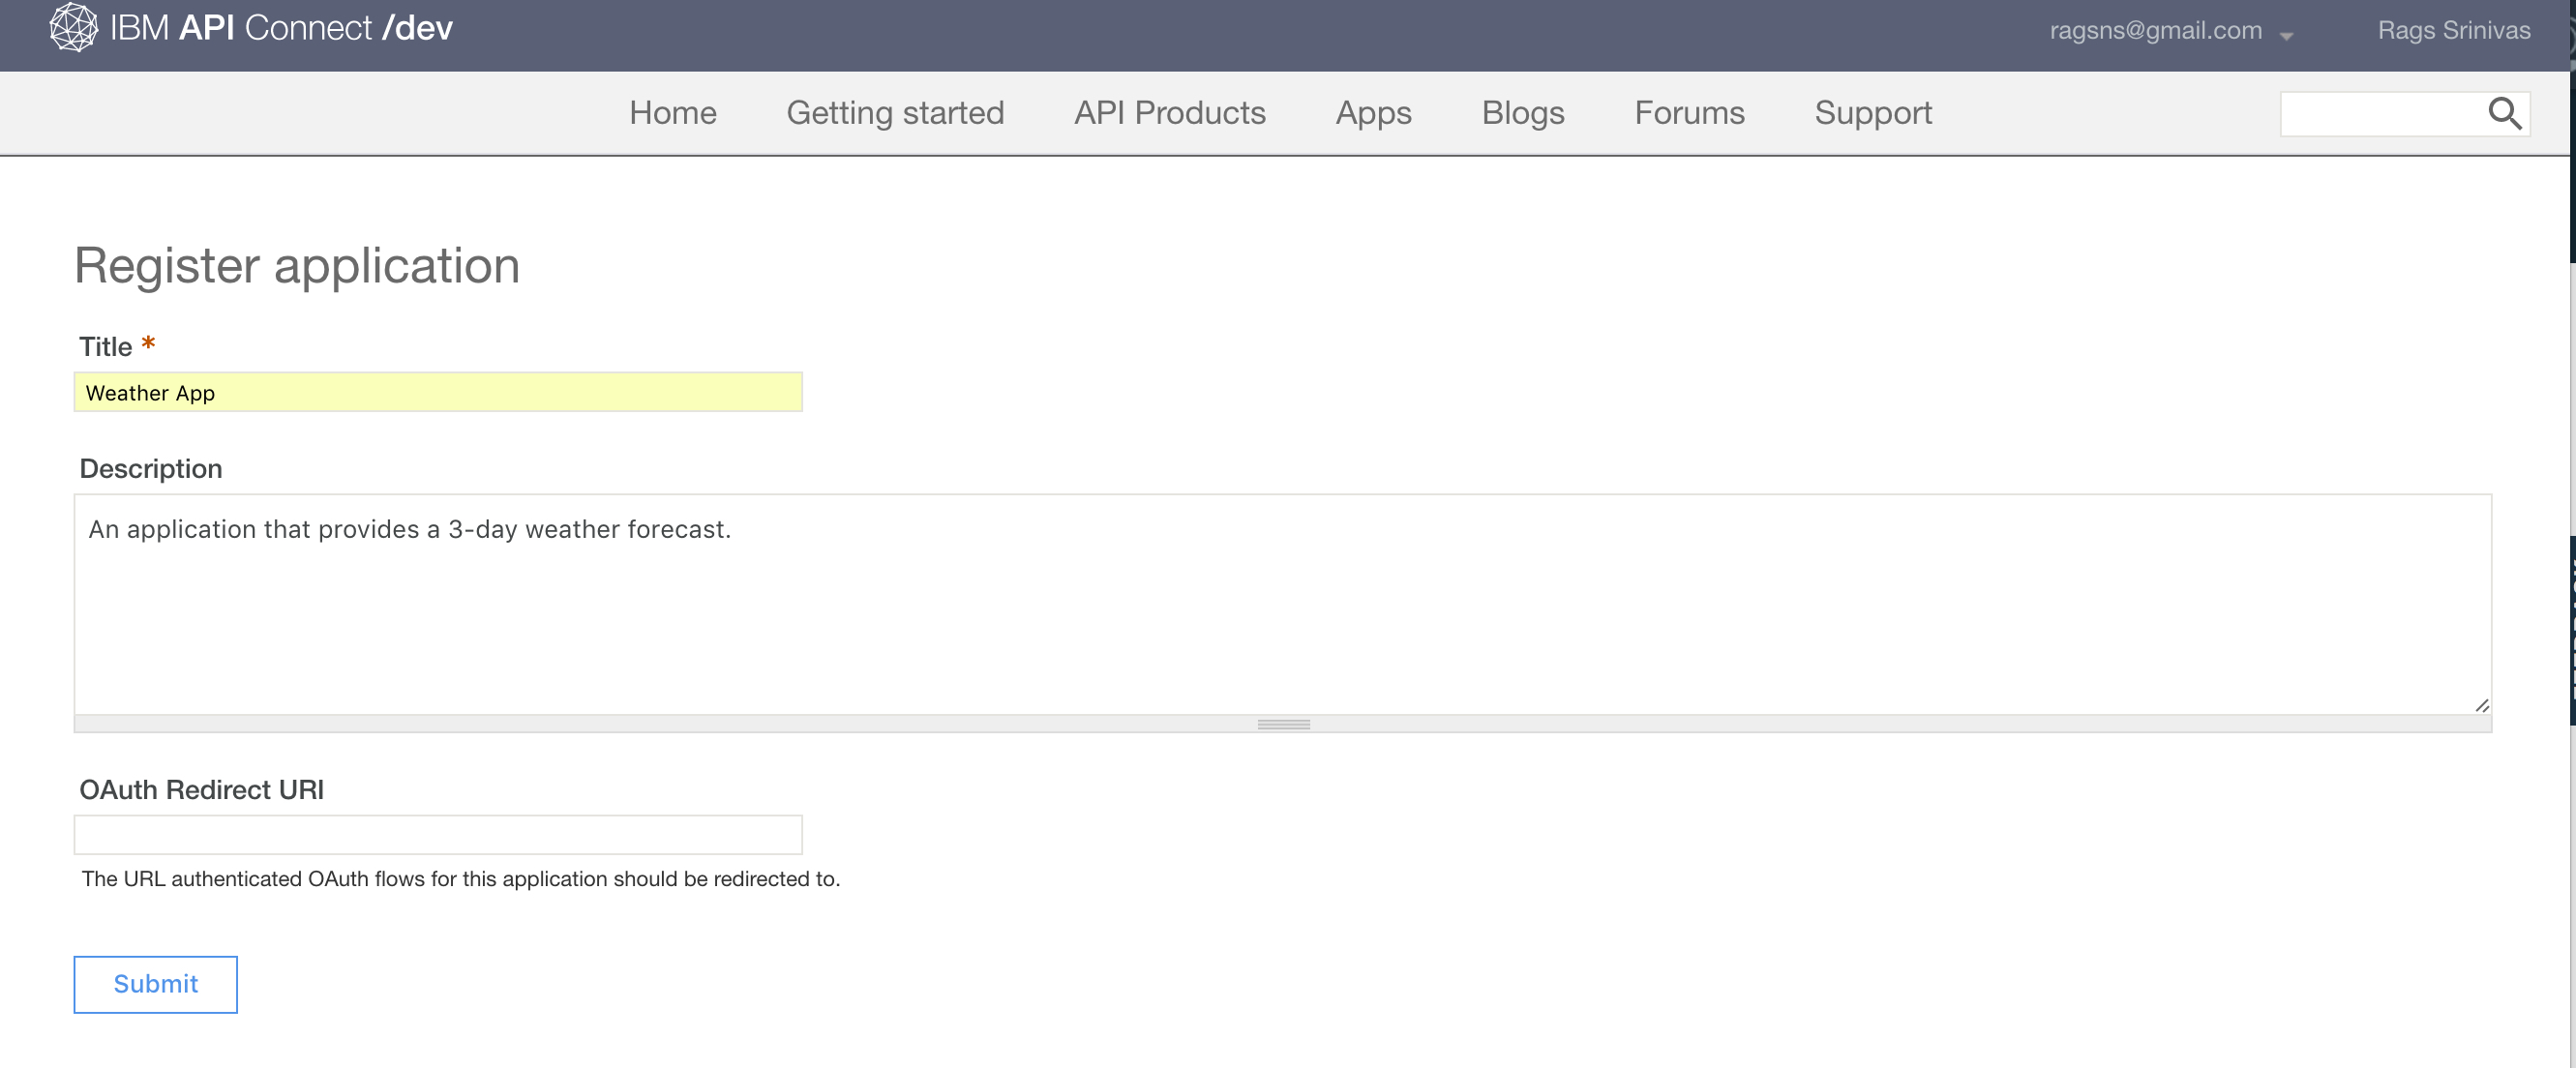 IBM API Connect /dev
ragsns@gmail.com
Rags Srinivas
Home Getting started API Products Apps Blogs Forums Support
Register application
Title *
Weather App
Description
An application that provides a 3-day weather forecast.
OAuth Redirect URI
The URL authenticated OAuth flows for this application should be redirected to.
Submit